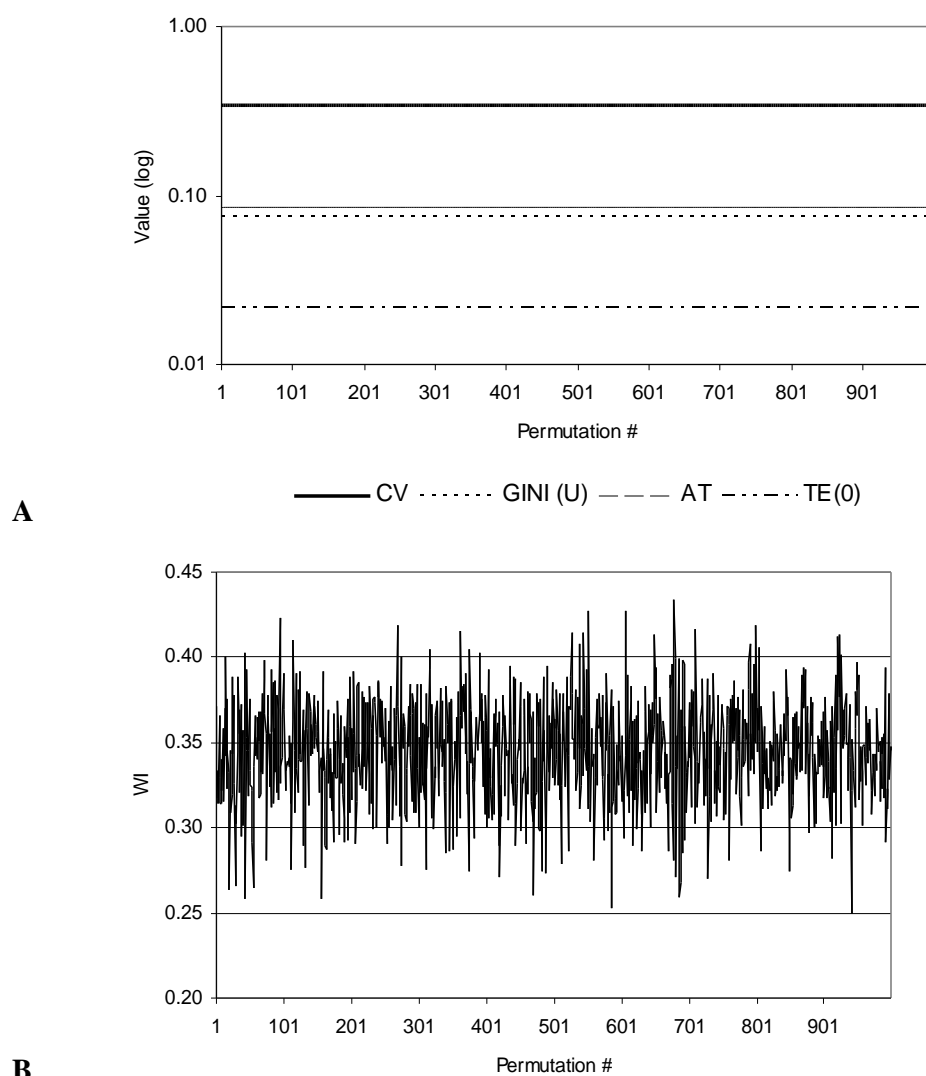 1.00
0.10
0.01
Value (log)
1 101 201 301 401 501 601 701 801 901
Permutation #
CV GINI (U) AT TE(0)
A
0.45
0.40
0.35
0.30
0.25
0.20
WI
1 101 201 301 401 501 601 701 801 901
Permutation #
B